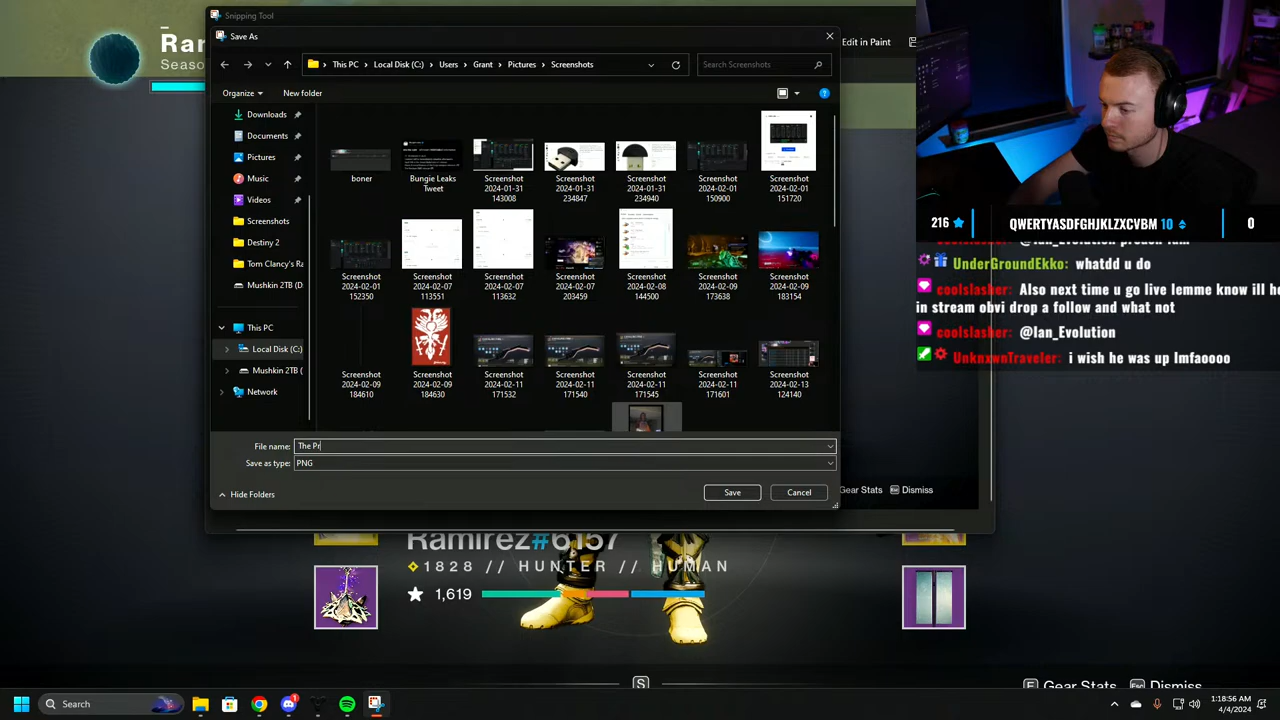 Snipping Tool
Save As
Edit in Paint
This PC
Local Disk (C:)
Users
Grant
Pictures
Screenshots
Search Screenshots
Organize
New folder
Downloads
Documents
Pictures
Music
Videos
Screenshots
Destiny 2
Tom Clancy's Ra
Mushkin 2TB (D:
This PC
Local Disk (C:)
Mushkin 2TB (
Network
boner
Bungie Leaks
Tweet
Screenshot
2024-01-31
143008
Screenshot
2024-01-31
234847
Screenshot
2024-01-31
234940
Screenshot
2024-02-01
150900
Screenshot
2024-02-01
151720
Screenshot
2024-02-01
152350
Screenshot
2024-02-07
113551
Screenshot
2024-02-07
113632
Screenshot
2024-02-07
203459
Screenshot
2024-02-08
144500
Screenshot
2024-02-09
173638
Screenshot
2024-02-09
183154
Screenshot
2024-02-09
184610
Screenshot
2024-02-09
184630
Screenshot
2024-02-11
171532
Screenshot
2024-02-11
171540
Screenshot
2024-02-11
171545
Screenshot
2024-02-11
171601
Screenshot
2024-02-13
124140
File name: The Pr
Save as type: PNG
Hide Folders
Save
Cancel
Gear Stats
Esc Dismiss
216
QWERTYASDFGHJKLZXCVBM 10
0
coolslasher: @Ian_Evolution
UnderGroundEkko: whatdd u do
coolslasher: Also next time u go live lemme know ill he
in stream obvi drop a follow and what not
coolslasher: @Ian_Evolution
UnknxwnTraveler: i wish he was up lmfaoooo
Ramirez#6157
1828 // HUNTER // HUMAN
1,619
S
F Gear Stats
Esc Dismiss
Search
1
1:18:56 AM
4/4/2024